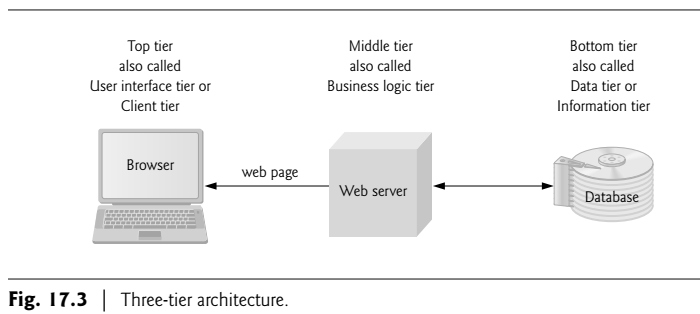 Top tier
also called
User interface tier or
Client tier
Middle tier
also called
Business logic tier
Bottom tier
also called
Data tier or
Information tier
Browser
web page
Web server
Database
Fig. 17.3 | Three-tier architecture.